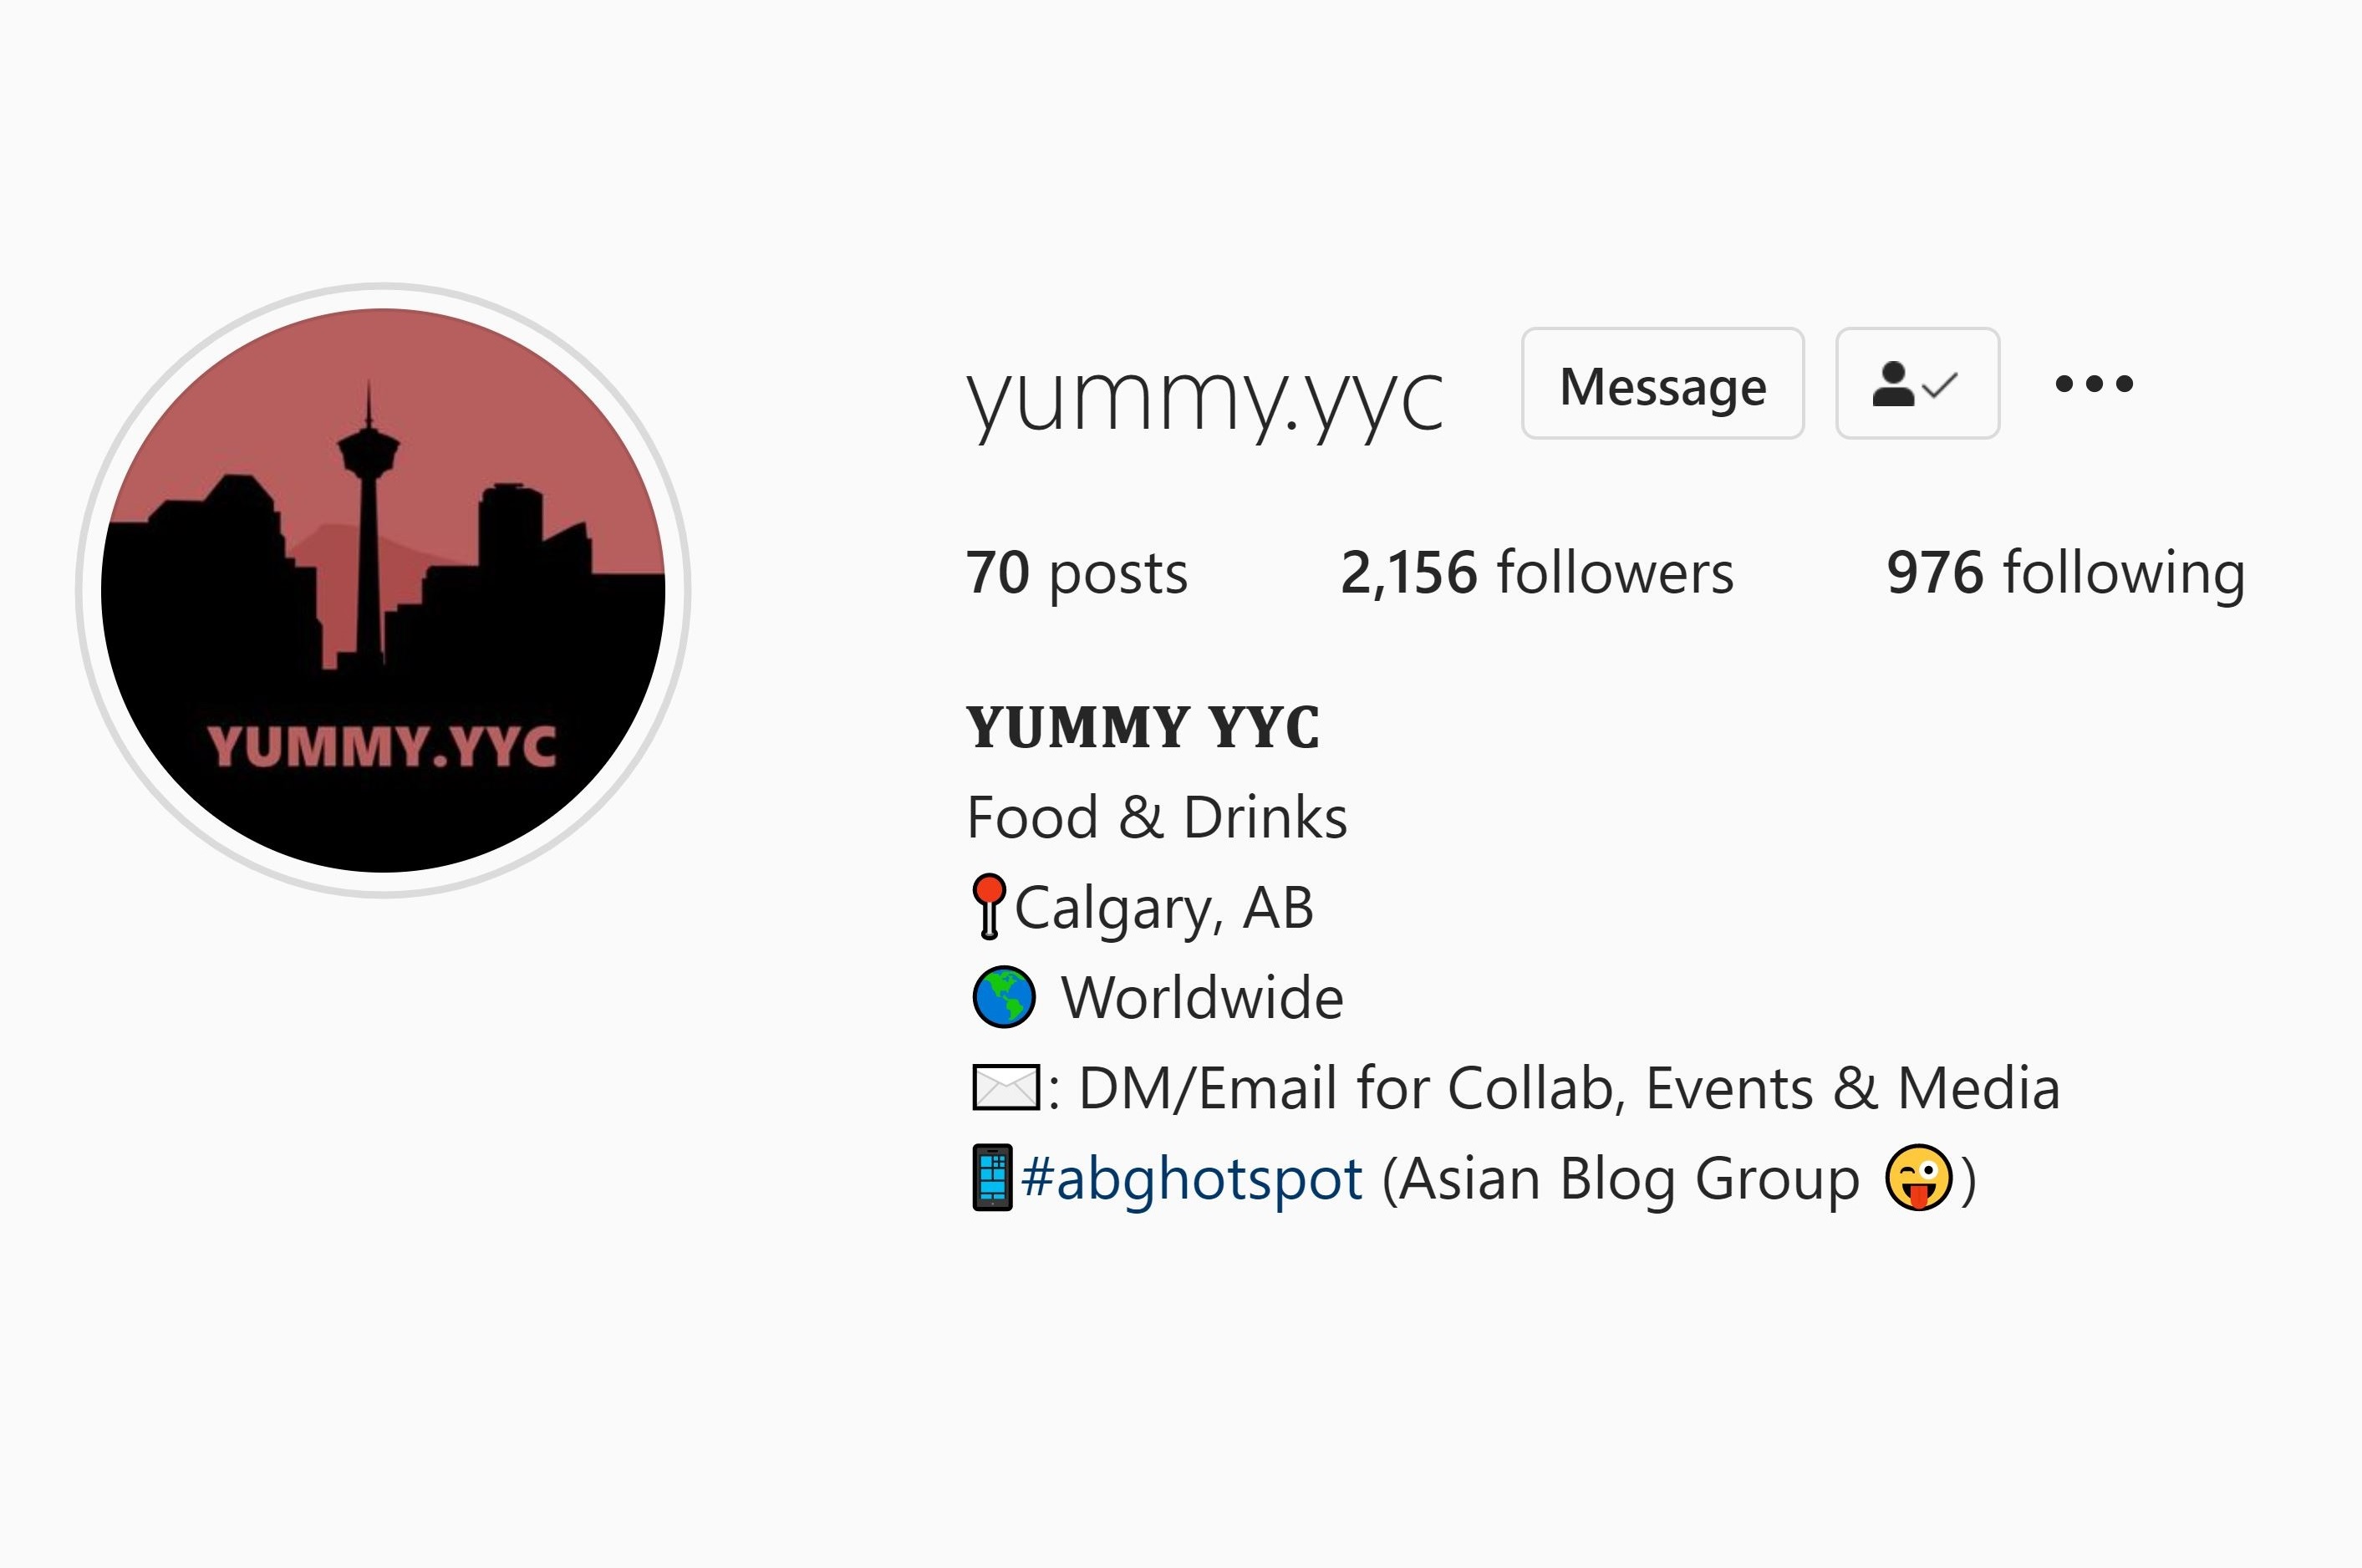 YUMMY.YYC
yummy.yyc Message
70 posts 2,156 followers 976 following
YUMMY YYC
Food & Drinks
📍Calgary, AB
🌎 Worldwide
✉️: DM/Email for Collab, Events & Media
📱#abghotspot (Asian Blog Group 😜)